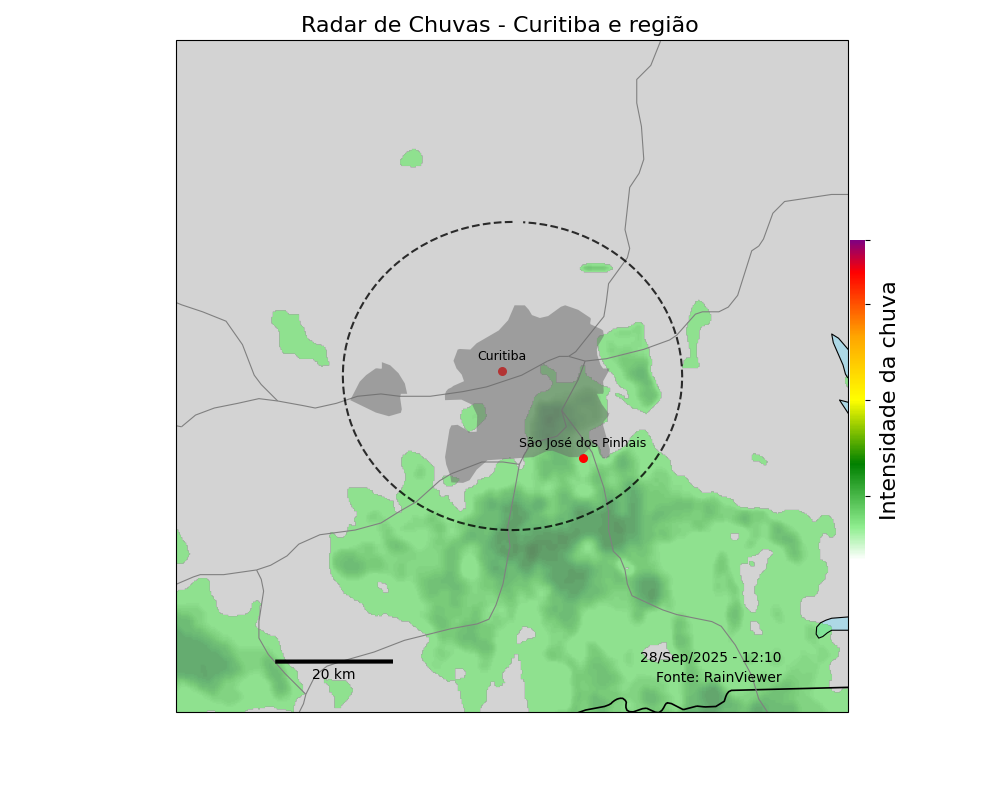 Radar de Chuvas - Curitiba e região
Curitiba
São José dos Pinhais
Intensidade da chuva
28/Sep/2025 - 12:10
Fonte: RainViewer
20 km